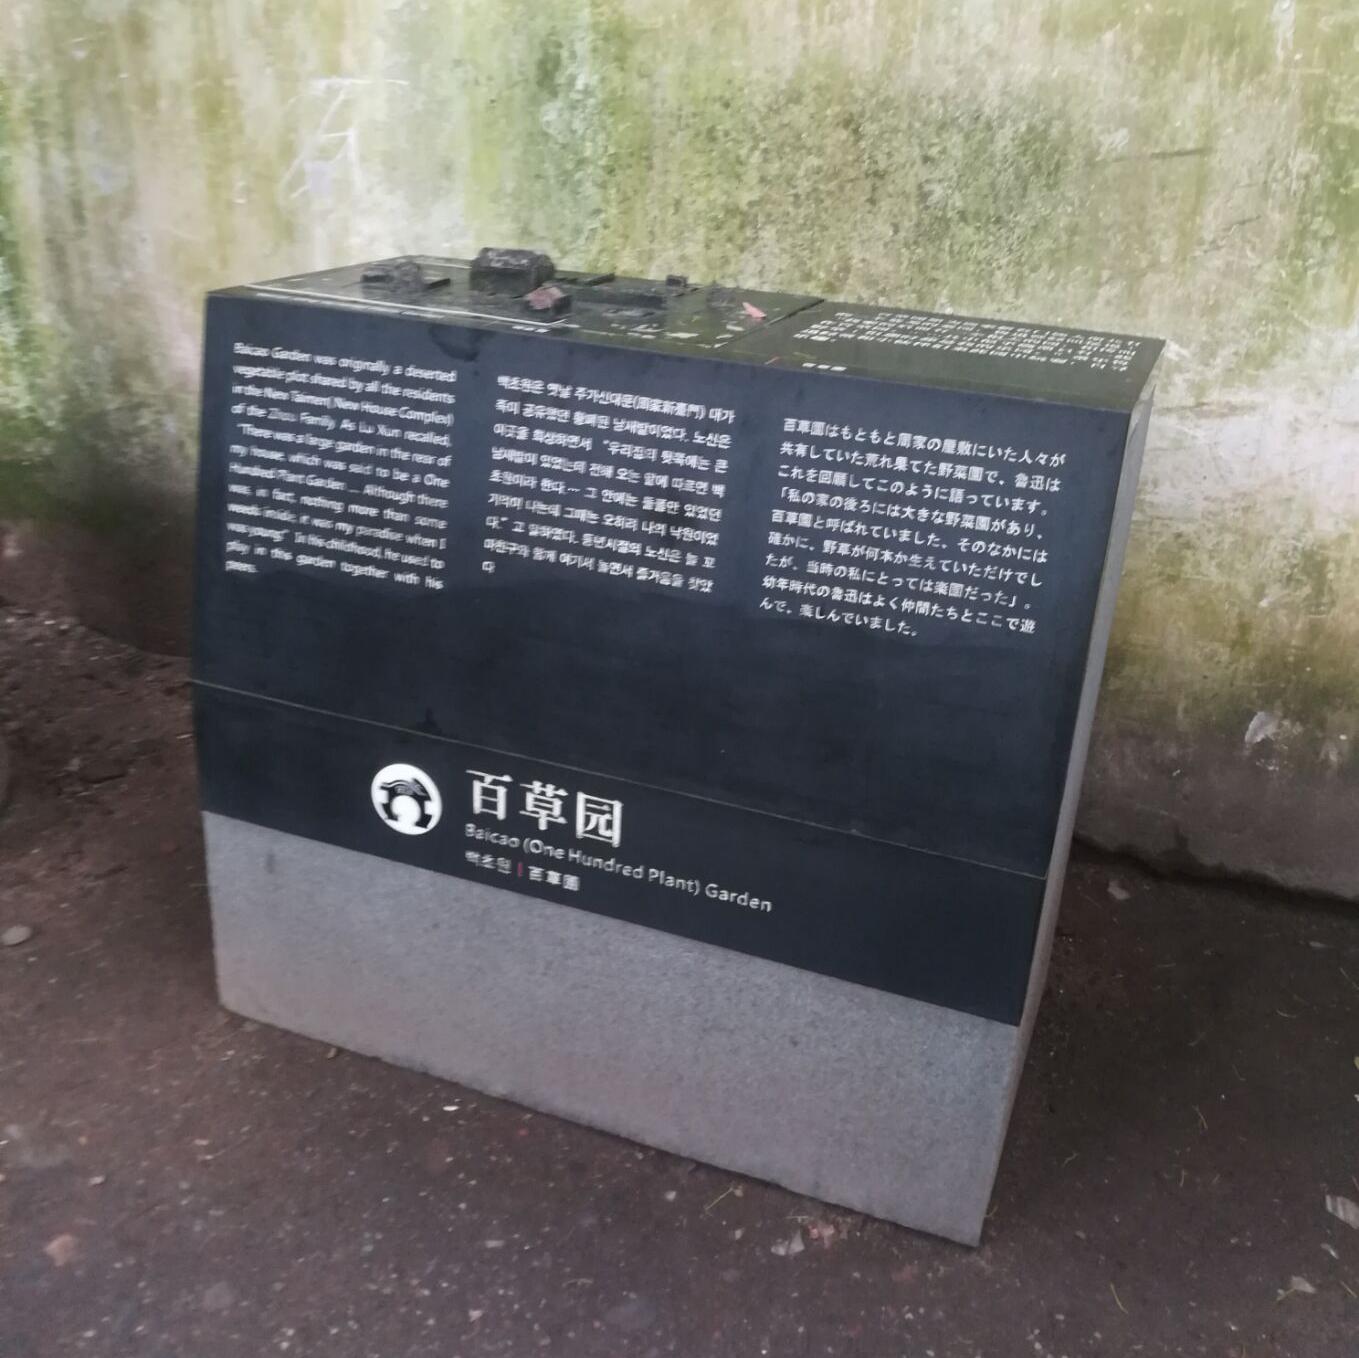 Baicao Garden was originally a deserted
vegetable plot shared by all the residents
in the New Taimen( New House Complex)
of the Zhou Family. As Lu Xun recalled,
"There was a large garden in the rear of
my house, which was said to be a One
Hundred Plant Garden ... Although there
was, in fact, nothing more than some
weeds inside, it was my paradise when I
was young". In his childhood, he used to
play in this garden together with his
peers.
백초원은 옛날 주가신대문(周家新臺門) 대가
족이 공유했던 황폐된 남새밭이었다. 노신은
이곳을 회상하면서 "우리집의 뒷쪽에는 큰
남새밭이 있었는데 전해 오는 말에 따르면 백
초원이라 한다 … 그 안에는 들풀만 있었던
기억이 나는데 그때는 오히려 나의 낙원이었
다." 고 말하였다. 동년시절의 노신은 늘 꼬
마친구와 함께 여기서 놀면서 즐거움을 찾았
다
百草園はもともと周家の屋敷にいた人々が
共有していた荒れ果てた野菜園で、魯迅は
これを回顧してこのように語っています。
「私の家の後ろには大きな野菜園があり、
百草園と呼ばれていました。そのなかには
確かに、野草が何本か生えていただけでし
たが、当時の私にとっては楽園だった」。
幼年時代の魯迅はよく仲間たちとここで遊
んで、楽しんでいました。
百草园
Baicao (One Hundred Plant) Garden
백초원 | 百草園